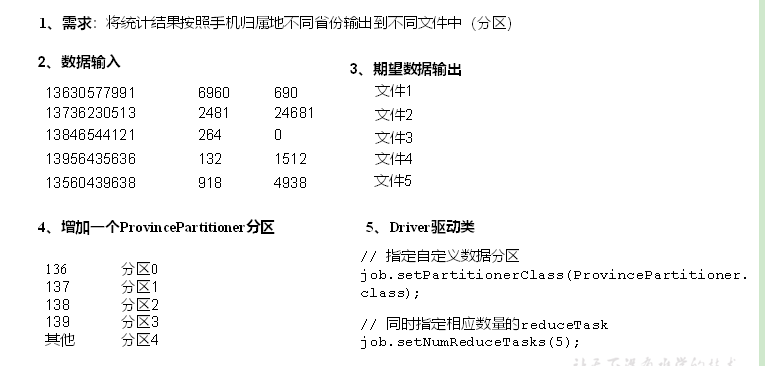 1、需求：将统计结果按照手机归属地不同省份输出到不同文件中（分区）
2、数据输入
13630577991 6960 690
13736230513 2481 24681
13846544121 264 0
13956435636 132 1512
13560439638 918 4938
3、期望数据输出
文件1
文件2
文件3
文件4
文件5
4、增加一个ProvincePartitioner分区
136 分区0
137 分区1
138 分区2
139 分区3
其他 分区4
5、Driver驱动类
// 指定自定义数据分区
job.setPartitionerClass(ProvincePartitioner.
class);
// 同时指定相应数量的reduceTask
job.setNumReduceTasks(5);